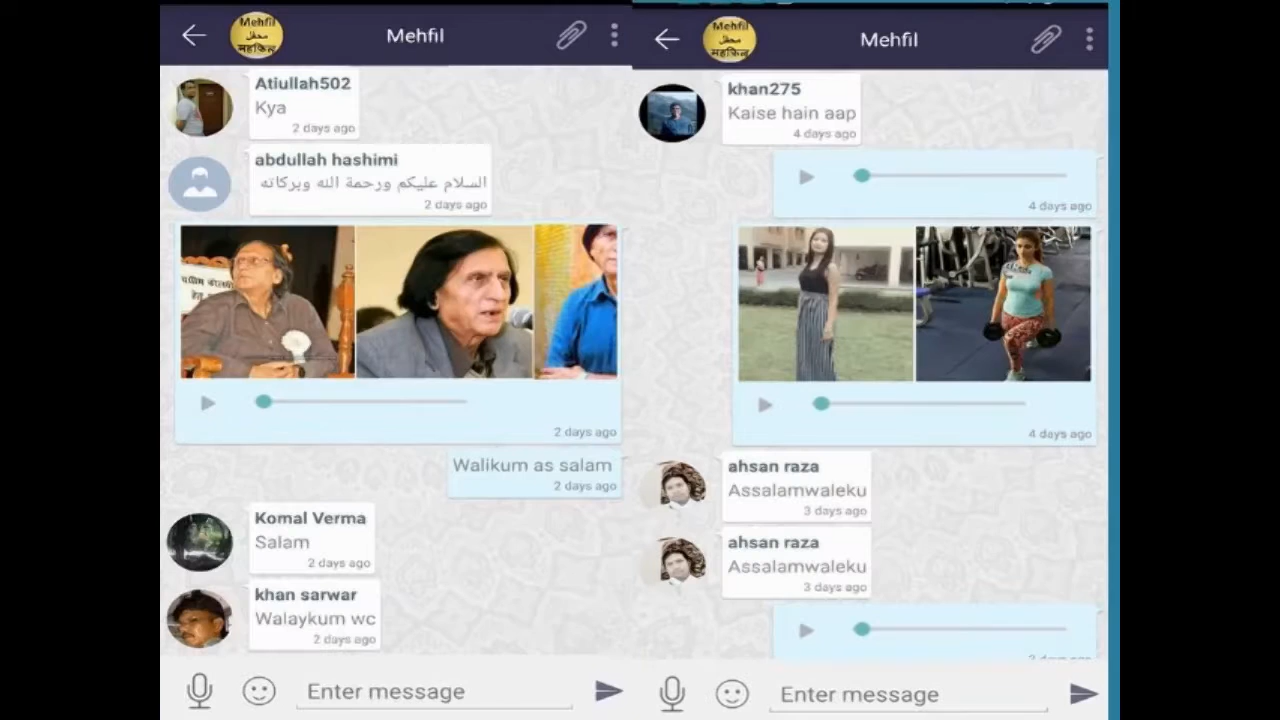 Mehfil
محفل
महफ़िल
Mehfil
Atiullah502
Kya
2 days ago
abdullah hashimi
السلام عليكم ورحمة الله وبركاته
2 days ago
2 days ago
Walikum as salam
2 days ago
Komal Verma
Salam
2 days ago
khan sarwar
Walaykum wc
2 days ago
Enter message
Mehfil
محفل
महफ़िल
Mehfil
khan275
Kaise hain aap
4 days ago
4 days ago
4 days ago
ahsan raza
Assalamwaleku
3 days ago
ahsan raza
Assalamwaleku
3 days ago
Enter message